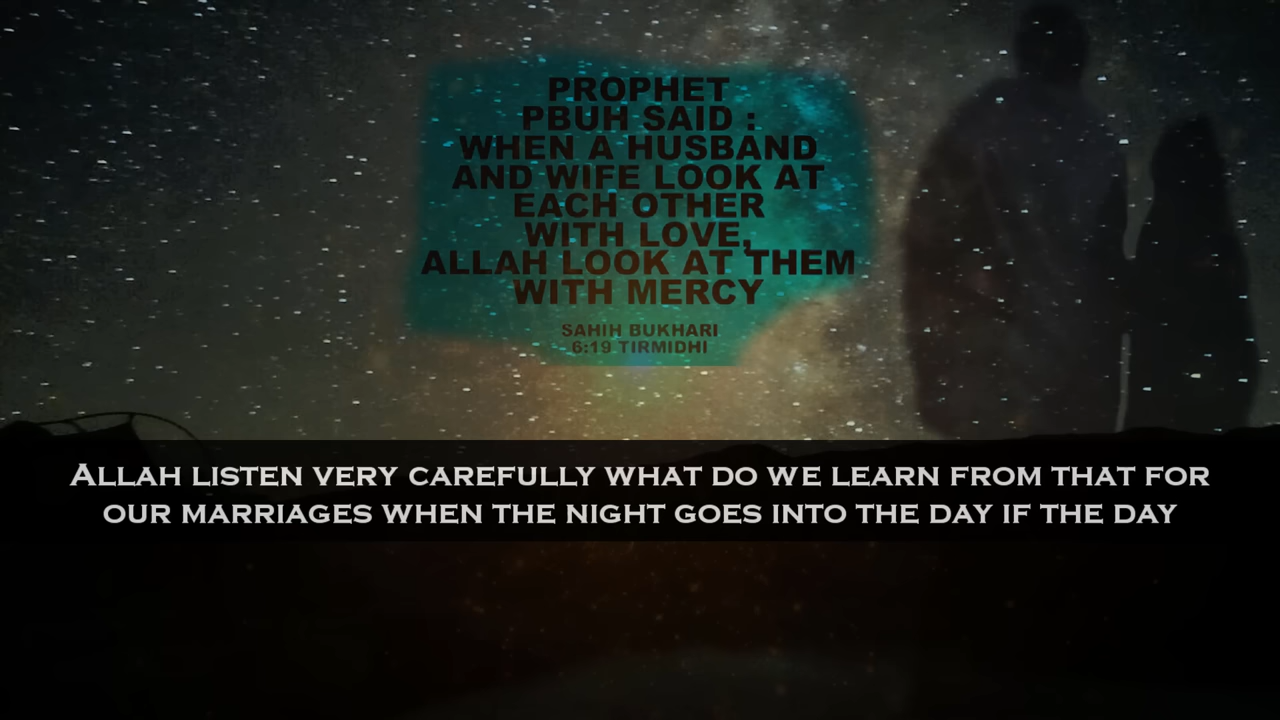 PROPHET
PBUH SAID :
WHEN A HUSBAND
AND WIFE LOOK AT
EACH OTHER
WITH LOVE,
ALLAH LOOK AT THEM
WITH MERCY
SAHIH BUKHARI
6:19 TIRMIDHI
ALLAH LISTEN VERY CAREFULLY WHAT DO WE LEARN FROM THAT FOR
OUR MARRIAGES WHEN THE NIGHT GOES INTO THE DAY IF THE DAY